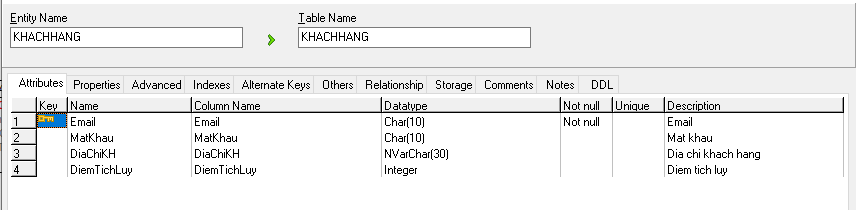 Entity Name Table Name
KHACHHANG KHACHHANG
Attributes Properties Advanced Indexes Alternate Keys Others Relationship Storage Comments Notes DDL
Key Name Column Name Datatype Not null Unique Description
1 Email Email Char(10) Not null Email
2 MatKhau MatKhau Char(10) Mat khau
3 DiaChiKH DiaChiKH NVarChar(30) Dia chi khach hang
4 DiemTichLuy DiemTichLuy Integer Diem tich luy